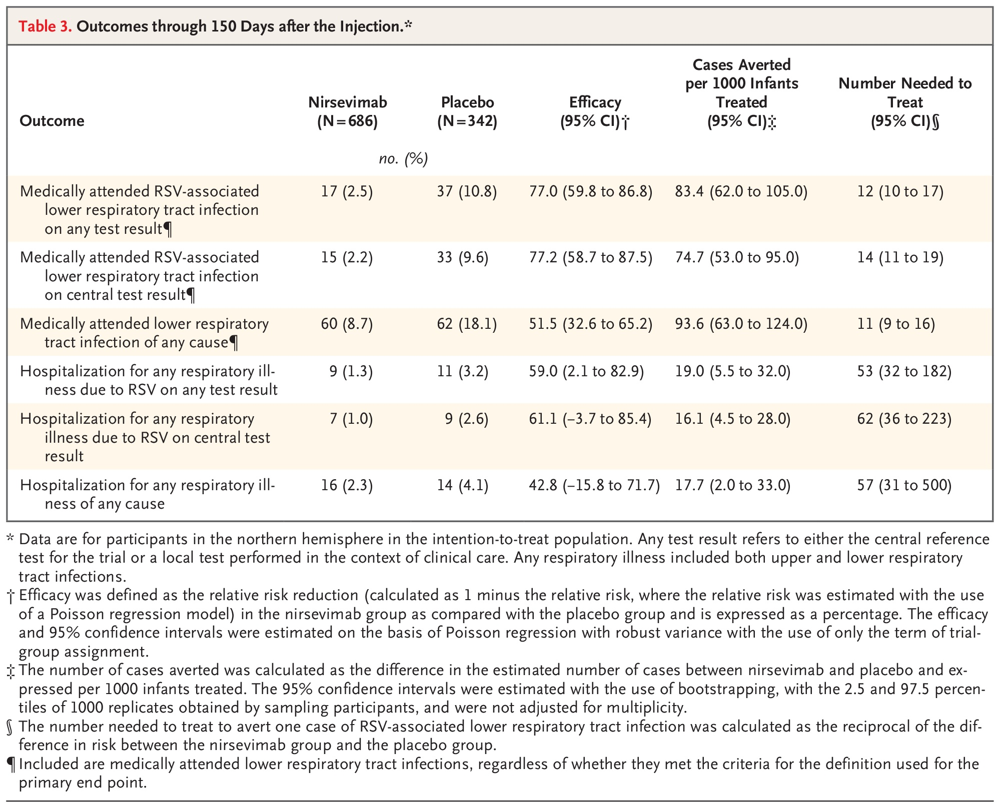 Table 3. Outcomes through 150 Days after the Injection.*
Outcome
Nirsevimab
(N=686)
Placebo
(N=342)
Efficacy
(95% CI)†
Cases Averted
per 1000 Infants
Treated
(95% CI)‡
Number Needed to
Treat
(95% CI)§
no. (%)
Medically attended RSV-associated 17 (2.5) 37 (10.8) 77.0 (59.8 to 86.8) 83.4 (62.0 to 105.0) 12 (10 to 17)
lower respiratory tract infection
on any test result¶
Medically attended RSV-associated 15 (2.2) 33 (9.6) 77.2 (58.7 to 87.5) 74.7 (53.0 to 95.0) 14 (11 to 19)
lower respiratory tract infection
on central test result¶
Medically attended lower respiratory 60 (8.7) 62 (18.1) 51.5 (32.6 to 65.2) 93.6 (63.0 to 124.0) 11 (9 to 16)
tract infection of any cause¶
Hospitalization for any respiratory ill- 9 (1.3) 11 (3.2) 59.0 (2.1 to 82.9) 19.0 (5.5 to 32.0) 53 (32 to 182)
ness due to RSV on any test result
Hospitalization for any respiratory 7 (1.0) 9 (2.6) 61.1 (–3.7 to 85.4) 16.1 (4.5 to 28.0) 62 (36 to 223)
illness due to RSV on central test
result
Hospitalization for any respiratory ill- 16 (2.3) 14 (4.1) 42.8 (–15.8 to 71.7) 17.7 (2.0 to 33.0) 57 (31 to 500)
ness of any cause
* Data are for participants in the northern hemisphere in the intention-to-treat population. Any test result refers to either the central reference
test for the trial or a local test performed in the context of clinical care. Any respiratory illness included both upper and lower respiratory
tract infections.
† Efficacy was defined as the relative risk reduction (calculated as 1 minus the relative risk, where the relative risk was estimated with the use
of a Poisson regression model) in the nirsevimab group as compared with the placebo group and is expressed as a percentage. The efficacy
and 95% confidence intervals were estimated on the basis of Poisson regression with robust variance with the use of only the term of trial-
group assignment.
‡ The number of cases averted was calculated as the difference in the estimated number of cases between nirsevimab and placebo and ex-
pressed per 1000 infants treated. The 95% confidence intervals were estimated with the use of bootstrapping, with the 2.5 and 97.5 percen-
tiles of 1000 replicates obtained by sampling participants, and were not adjusted for multiplicity.
§ The number needed to treat to avert one case of RSV-associated lower respiratory tract infection was calculated as the reciprocal of the dif-
ference in risk between the nirsevimab group and the placebo group.
¶ Included are medically attended lower respiratory tract infections, regardless of whether they met the criteria for the definition used for the
primary end point.